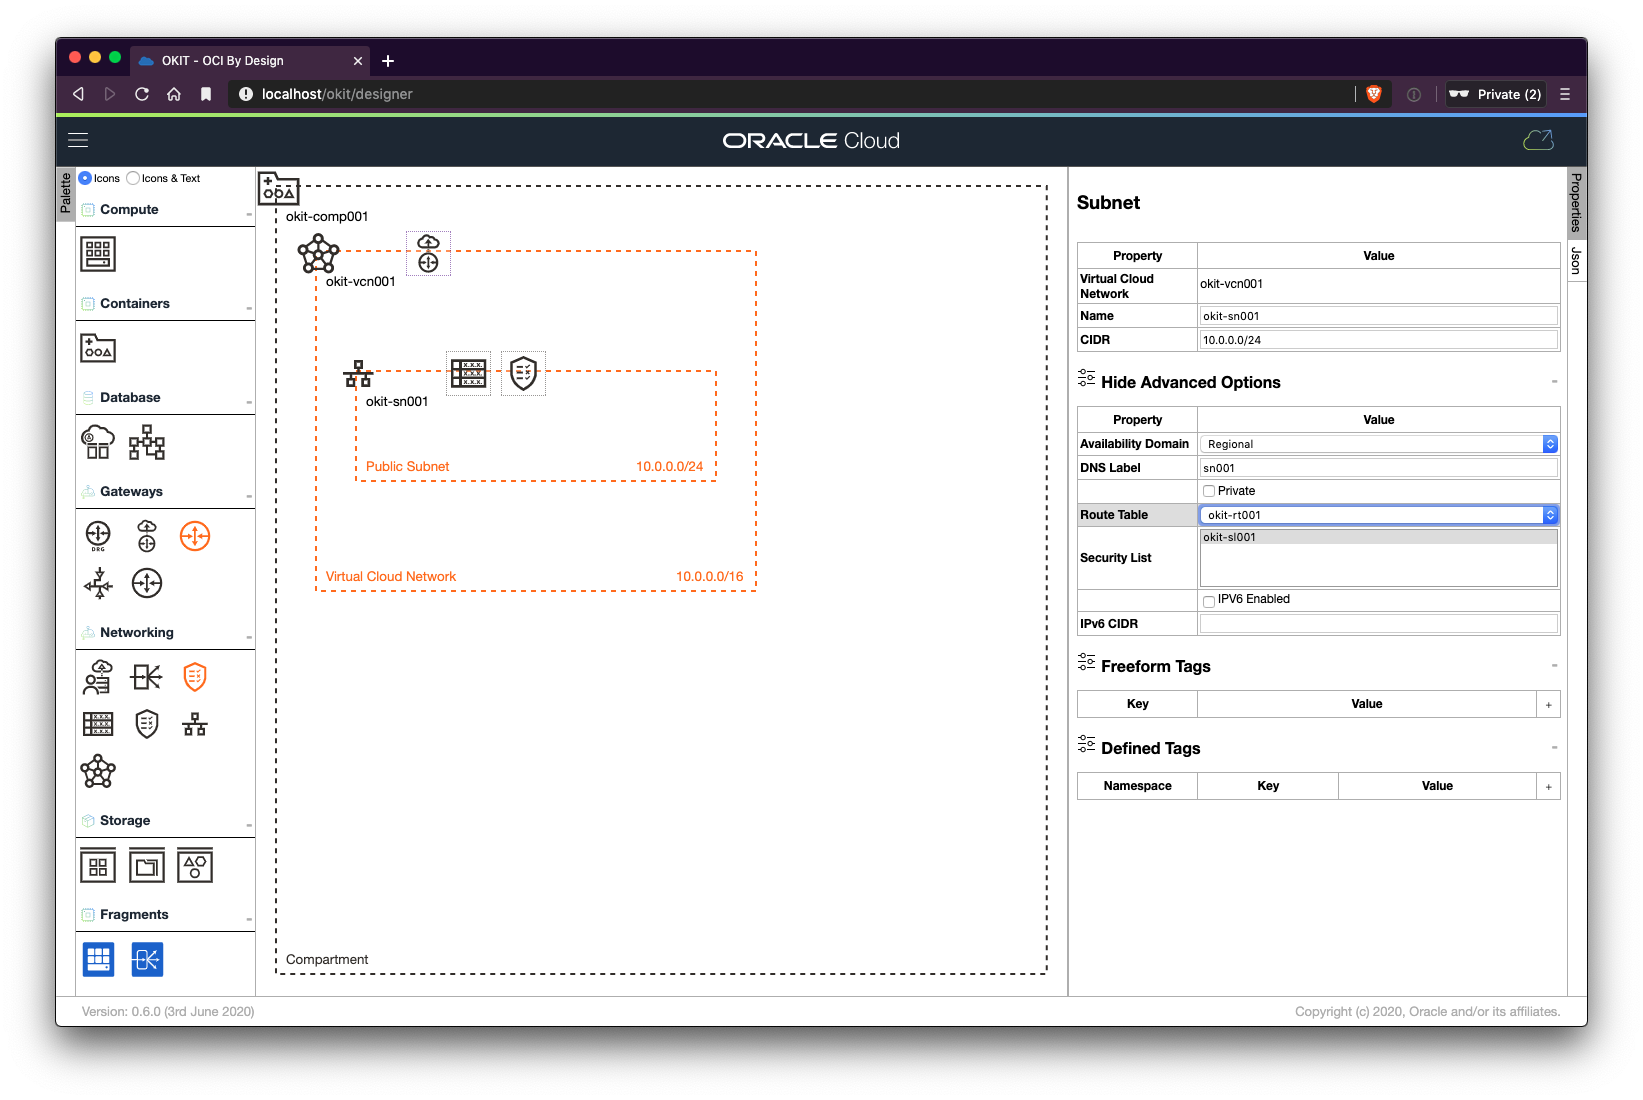 OKIT - OCI By Design
localhost/okit/designer
Private (2)
ORACLE Cloud
Palette
Icons
Icons & Text
Compute
Containers
Database
Gateways
DRG
Networking
Storage
Fragments
okit-comp001
okit-vcn001
okit-sn001
x.x.x.
x.x.x.
Public Subnet
10.0.0.0/24
Virtual Cloud Network
10.0.0.0/16
Compartment
Properties
Json
Subnet
Property
Value
Virtual Cloud Network
okit-vcn001
Name
okit-sn001
CIDR
10.0.0.0/24
Hide Advanced Options
Property
Value
Availability Domain
Regional
DNS Label
sn001
Private
Route Table
okit-rt001
Security List
okit-sl001
IPV6 Enabled
IPv6 CIDR
Freeform Tags
Key
Value
+
Defined Tags
Namespace
Key
Value
+
Version: 0.6.0 (3rd June 2020)
Copyright (c) 2020, Oracle and/or its affiliates.